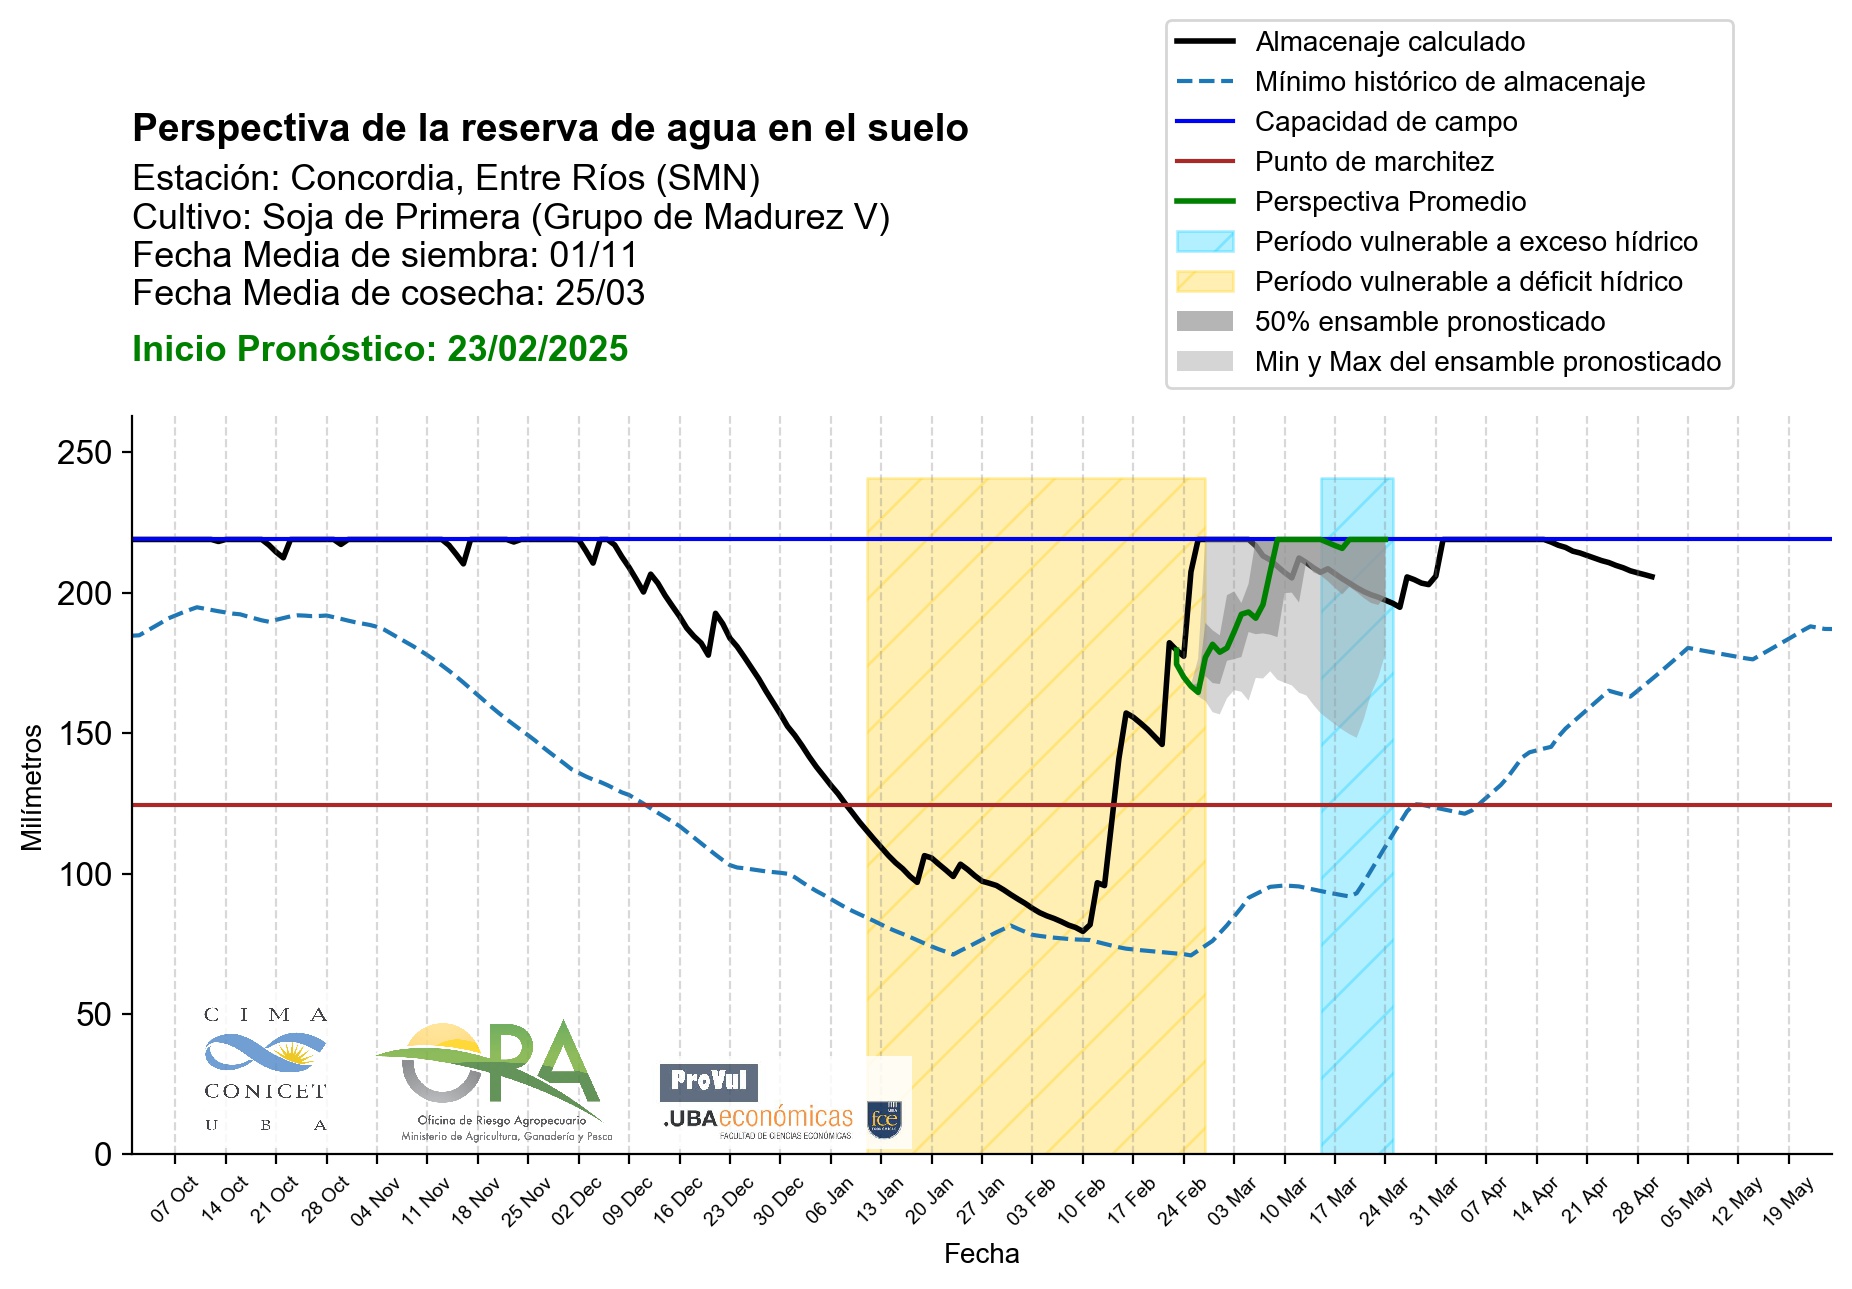 Almacenaje calculado
Mínimo histórico de almacenaje
Capacidad de campo
Punto de marchitez
Perspectiva Promedio
Período vulnerable a exceso hídrico
Período vulnerable a déficit hídrico
50% ensamble pronosticado
Min y Max del ensamble pronosticado
Perspectiva de la reserva de agua en el suelo
Estación: Concordia, Entre Ríos (SMN)
Cultivo: Soja de Primera (Grupo de Madurez V)
Fecha Media de siembra: 01/11
Fecha Media de cosecha: 25/03
Inicio Pronóstico: 23/02/2025
250
200
150
100
50
0
Milímetros
C I M A
CONICET
U B A
ORA
Oficina de Riesgo Agropecuario
Ministerio de Agricultura, Ganadería y Pesca
ProVul
.UBAeconómicas
FACULTAD DE CIENCIAS ECONÓMICAS
UBA
fce
07 Oct
14 Oct
21 Oct
28 Oct
04 Nov
11 Nov
18 Nov
25 Nov
02 Dec
09 Dec
16 Dec
23 Dec
30 Dec
06 Jan
13 Jan
20 Jan
27 Jan
03 Feb
10 Feb
17 Feb
24 Feb
03 Mar
10 Mar
17 Mar
24 Mar
31 Mar
07 Apr
14 Apr
21 Apr
28 Apr
05 May
12 May
19 May
Fecha